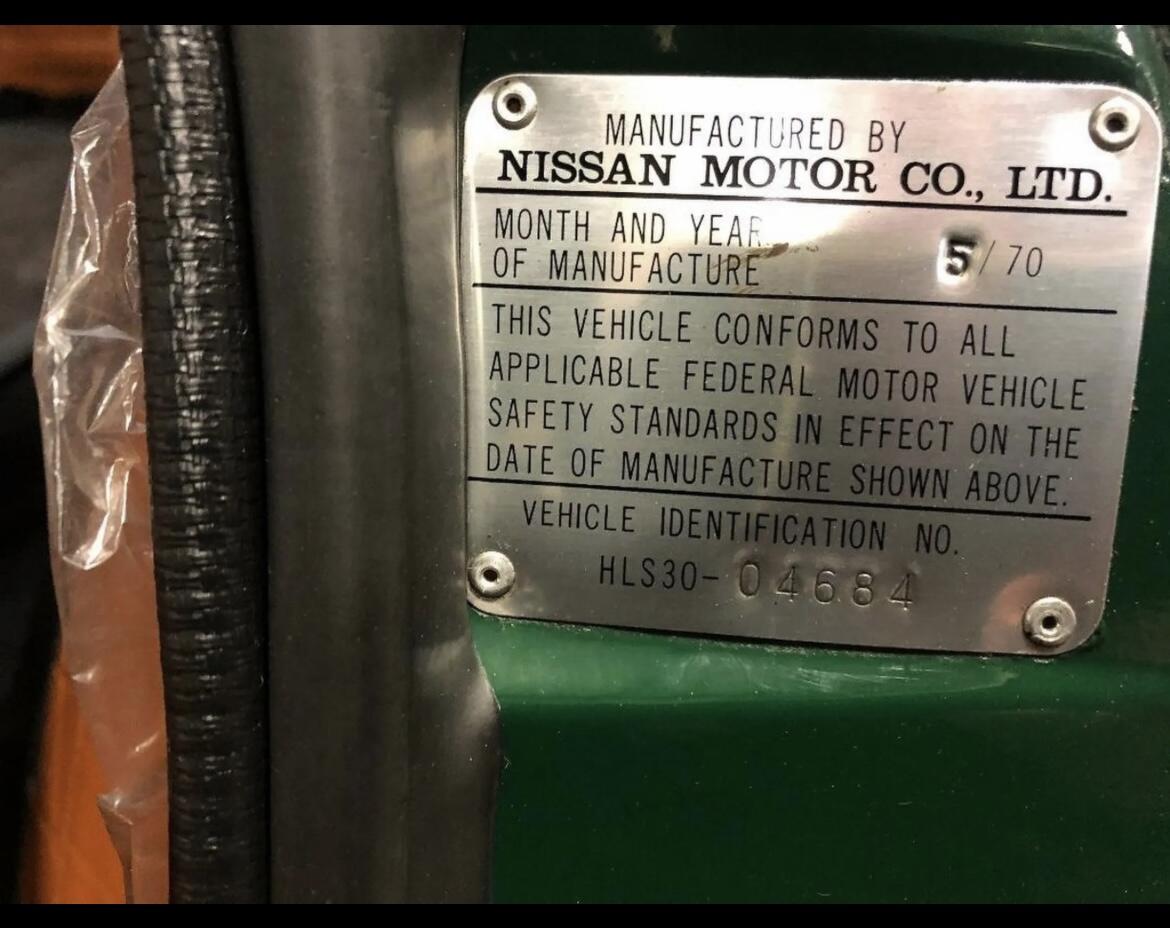 MANUFACTURED BY
NISSAN MOTOR CO., LTD.
MONTH AND YEAR
OF MANUFACTURE 5/70
THIS VEHICLE CONFORMS TO ALL
APPLICABLE FEDERAL MOTOR VEHICLE
SAFETY STANDARDS IN EFFECT ON THE
DATE OF MANUFACTURE SHOWN ABOVE.
VEHICLE IDENTIFICATION NO.
HLS30-04684